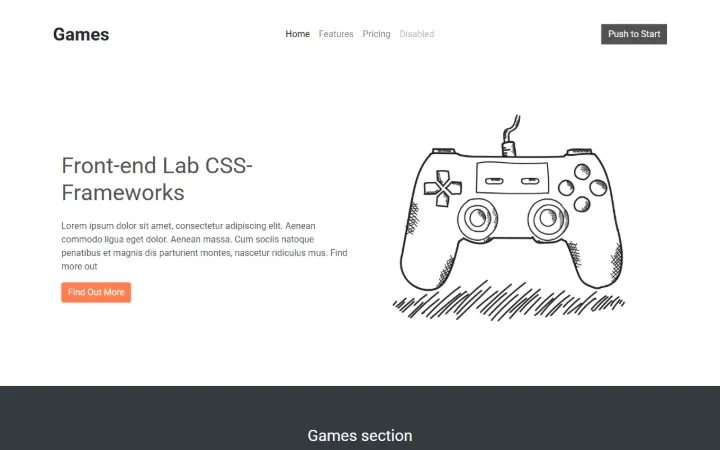 Games
Home Features Pricing Disabled
Push to Start
Front-end Lab CSS-
Frameworks
Lorem ipsum dolor sit amet, consectetur adipiscing elit. Aenean
commodo ligua eget dolor. Aenean massa. Cum sociis natoque
penatibus et magnis dis parturient montes, nascetur ridiculus mus. Find
more out
Find Out More
Games section